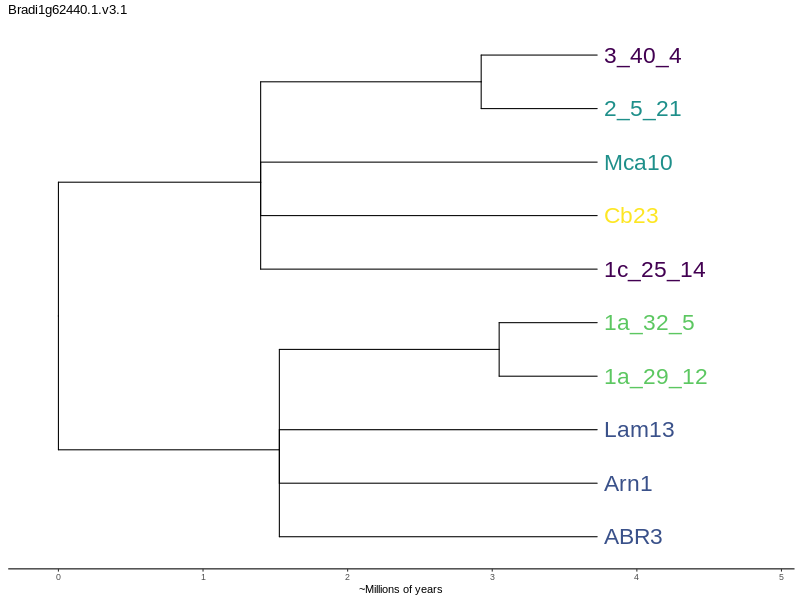 Bradi1g62440.1.v3.1
3_40_4
2_5_21
Mca10
Cb23
1c_25_14
1a_32_5
1a_29_12
Lam13
Arn1
ABR3
0 1 2 3 4 5
~Millions of years